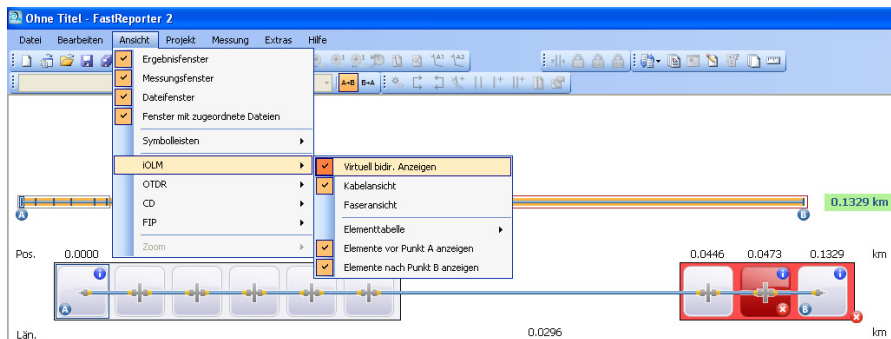 Ohne Titel - FastReporter 2
Datei Bearbeiten Ansicht Projekt Messung Extras Hilfe
Ergebnisfenster
Messungsfenster
A→B B→A
Dateifenster
Fenster mit zugeordnete Dateien
Symbolleisten
iOLM
Virtuell bidir. Anzeigen
OTDR
Kabelansicht
CD
Faseransicht
0.1329 km
A
B
FIP
Elementtabelle
Zoom
Elemente vor Punkt A anzeigen
Pos. 0.0000
0.0446 0.0473 0.1329 km
Elemente nach Punkt B anzeigen
A
B
Län. 0.0296 km